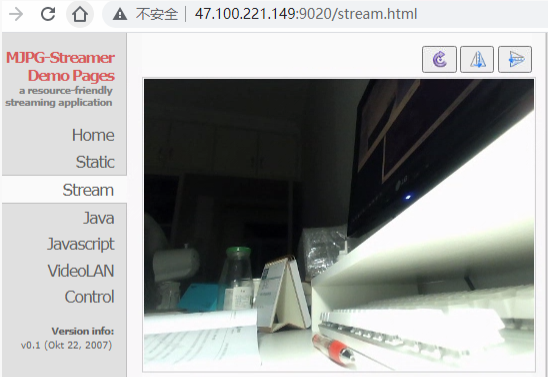 不安全 | 47.100.221.149:9020/stream.html
MJPG-Streamer
Demo Pages
a resource-friendly
streaming application
Home
Static
Stream
Java
Javascript
VideoLAN
Control
Version info:
v0.1 (Okt 22, 2007)